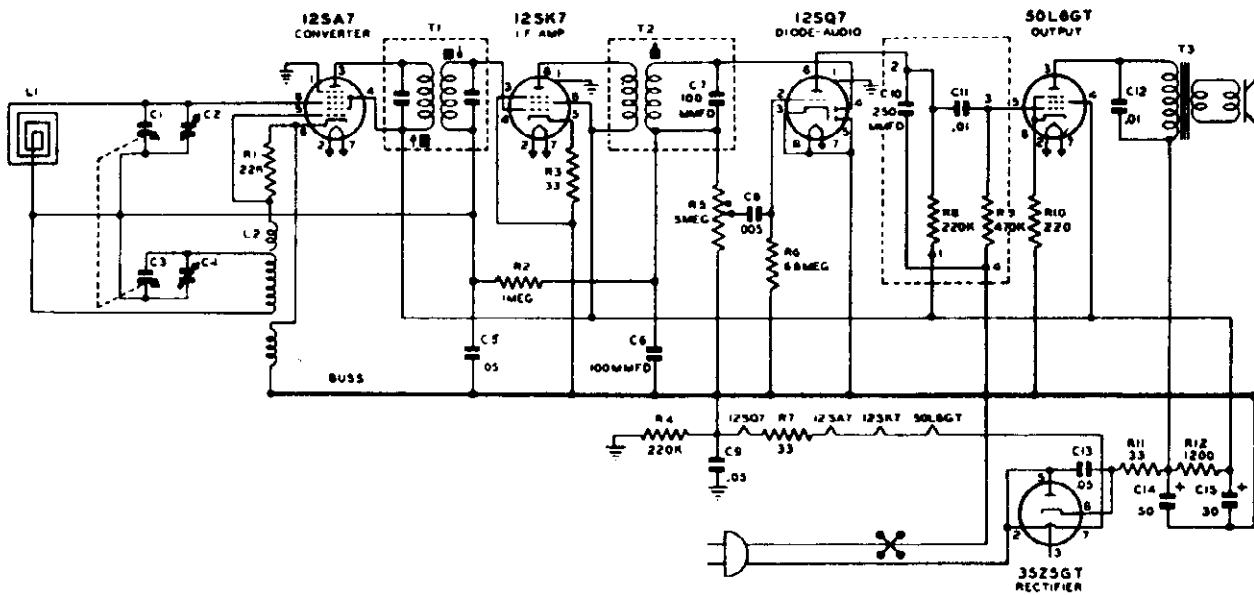 12SA7
CONVERTER
T1
12SK7
I.F. AMP
T2
12SQ7
DIODE-AUDIO
50L6GT
OUTPUT
T3
L1
C1
C2
R1
22K
L2
C3
C4
R3
33
C7
100
MMFD
R5
.5MEG
C8
.005
R6
6.8MEG
C10
250
MMFD
C11
.01
R8
220K
R9
470K
R10
220
C12
.01
R2
1MEG
C5
.05
C6
100MMFD
BUSS
R4
220K
12SQ7
R7
33
12SA7
12SK7
50L6GT
C9
.05
C13
.05
R11
33
R12
1200
C14
50
C15
30
35Z5GT
RECTIFIER